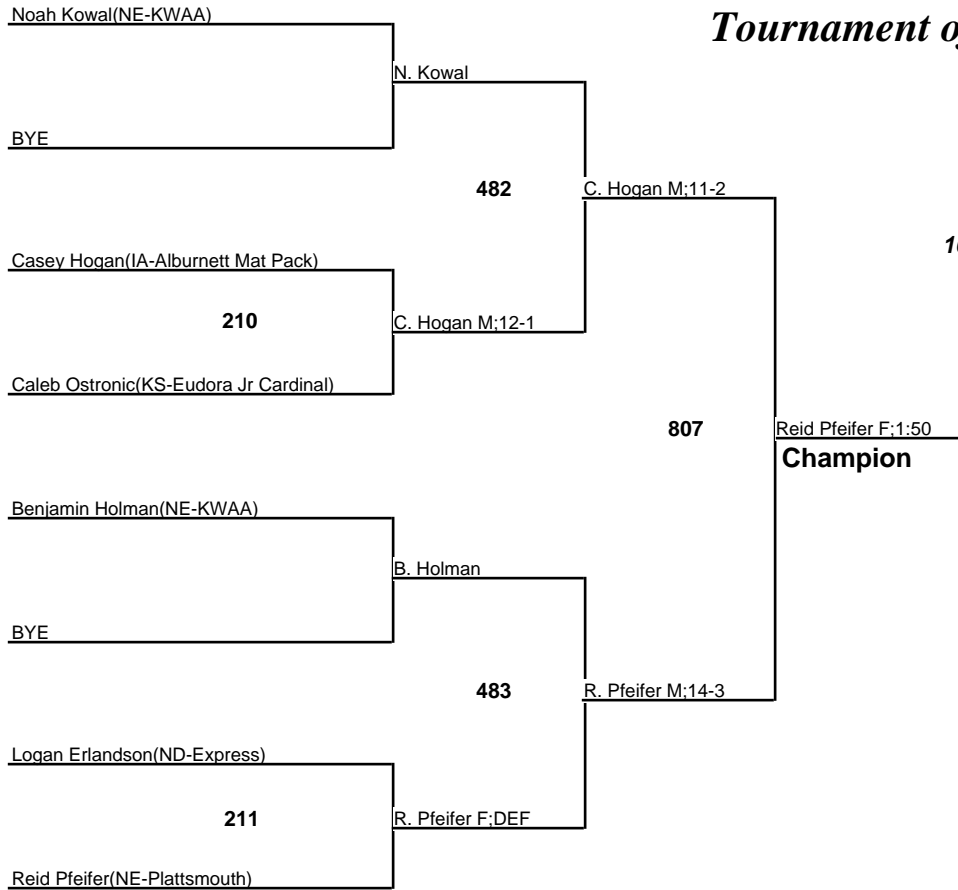 Noah Kowal(NE-KWAA)
Tournament o
N. Kowal
BYE
482
C. Hogan M;11-2
Casey Hogan(IA-Alburnett Mat Pack)
210
C. Hogan M;12-1
Caleb Ostronic(KS-Eudora Jr Cardinal)
807
Reid Pfeifer F;1:50
Champion
Benjamin Holman(NE-KWAA)
B. Holman
BYE
483
R. Pfeifer M;14-3
Logan Erlandson(ND-Express)
211
R. Pfeifer F;DEF
Reid Pfeifer(NE-Plattsmouth)